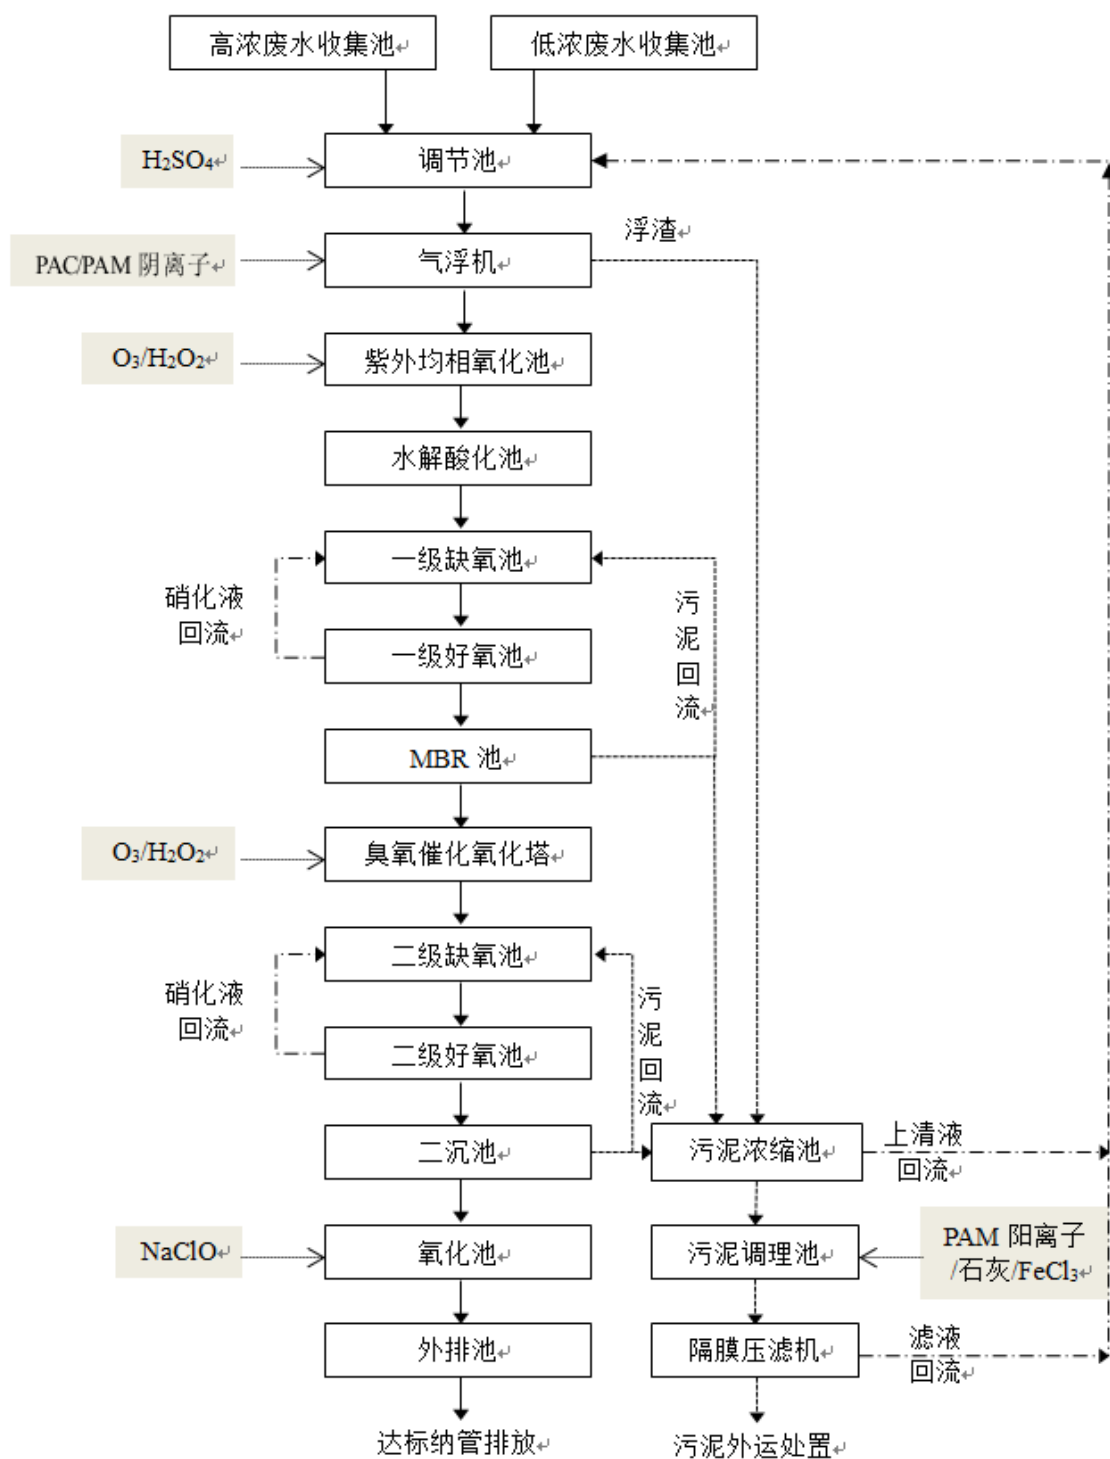 高浓废水收集池
低浓废水收集池
H₂SO₄
调节池
浮渣
PAC/PAM 阴离子
气浮机
O₃/H₂O₂
紫外均相氧化池
水解酸化池
一级缺氧池
硝化液
回流
污
泥
回
流
一级好氧池
MBR 池
O₃/H₂O₂
臭氧催化氧化塔
二级缺氧池
硝化液
回流
污
泥
回
流
二级好氧池
二沉池
污泥浓缩池
上清液
回流
NaClO
氧化池
污泥调理池
PAM 阳离子
/石灰/FeCl₃
外排池
隔膜压滤机
滤液
回流
达标纳管排放
污泥外运处置